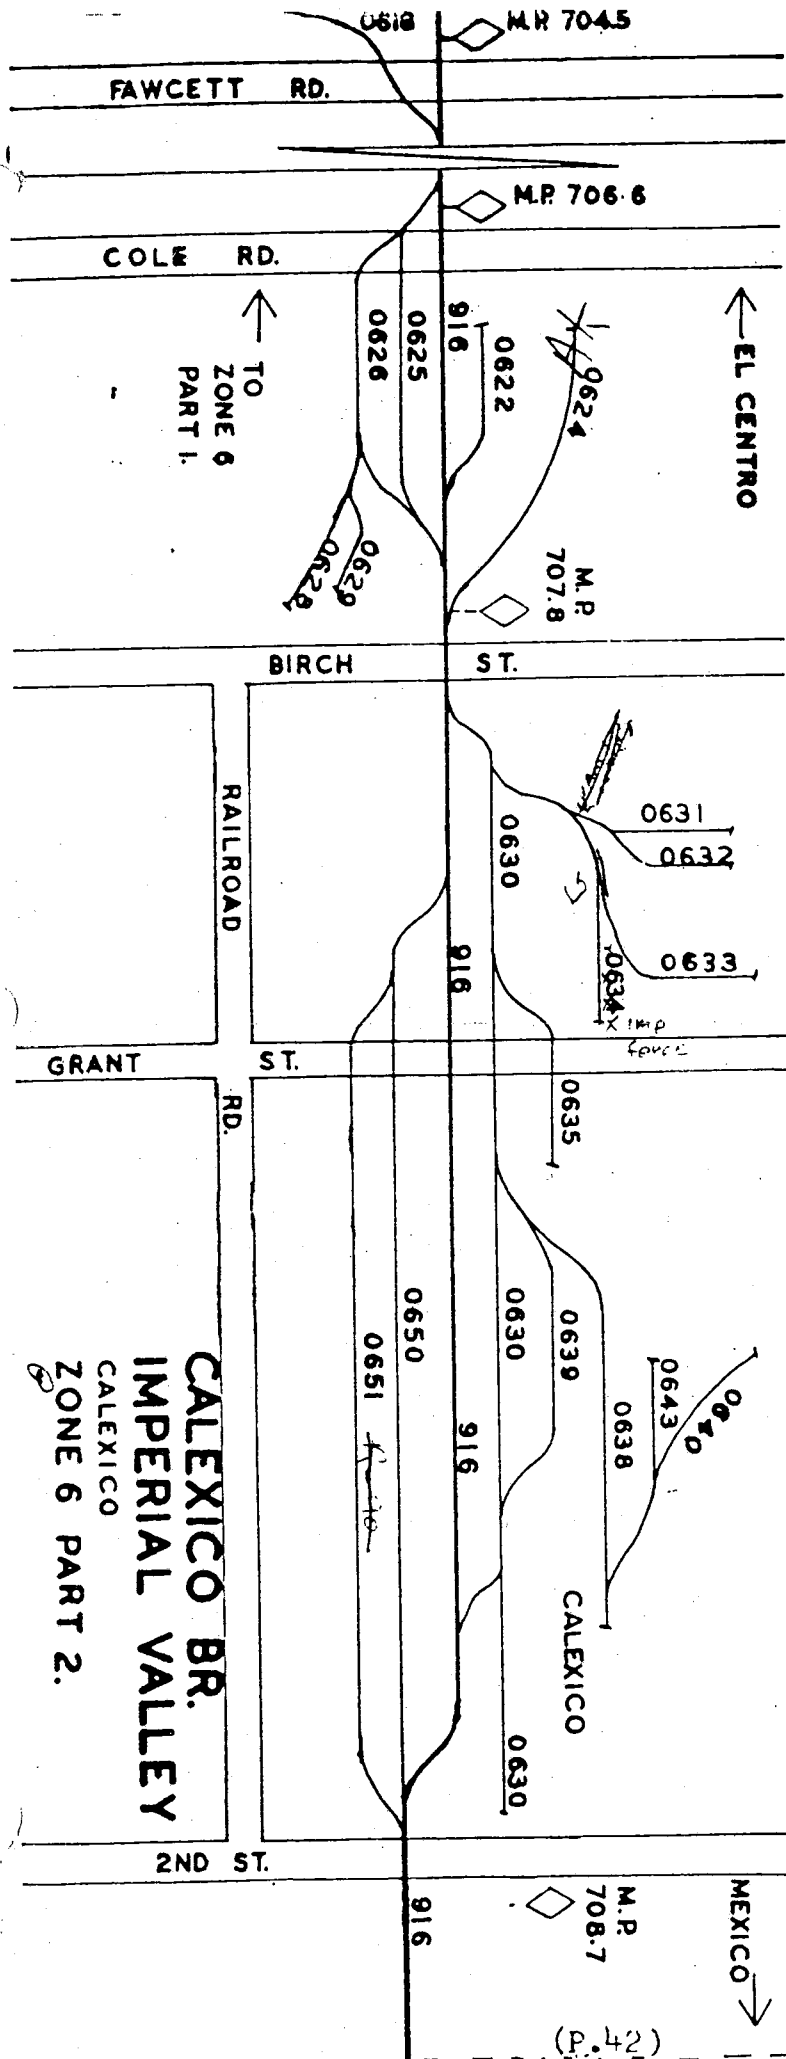 0618
M.P. 704.5
FAWCETT RD.
M.P. 706.6
COLE RD.
TO
ZONE 6
PART 1.
0626
0625
916
0622
0624
EL CENTRO
0628
0629
M.P.
707.8
BIRCH ST.
RAILROAD
0630
0631
0632
916
0633
0634
X Imp
fence
GRANT ST.
RD.
0635
0651
0650
0630
0639
916
0638
0643
0640
CALEXICO BR.
IMPERIAL VALLEY
CALEXICO
ZONE 6 PART 2.
CALEXICO
0630
2ND ST.
916
M.P.
708.7
MEXICO
(P.42)